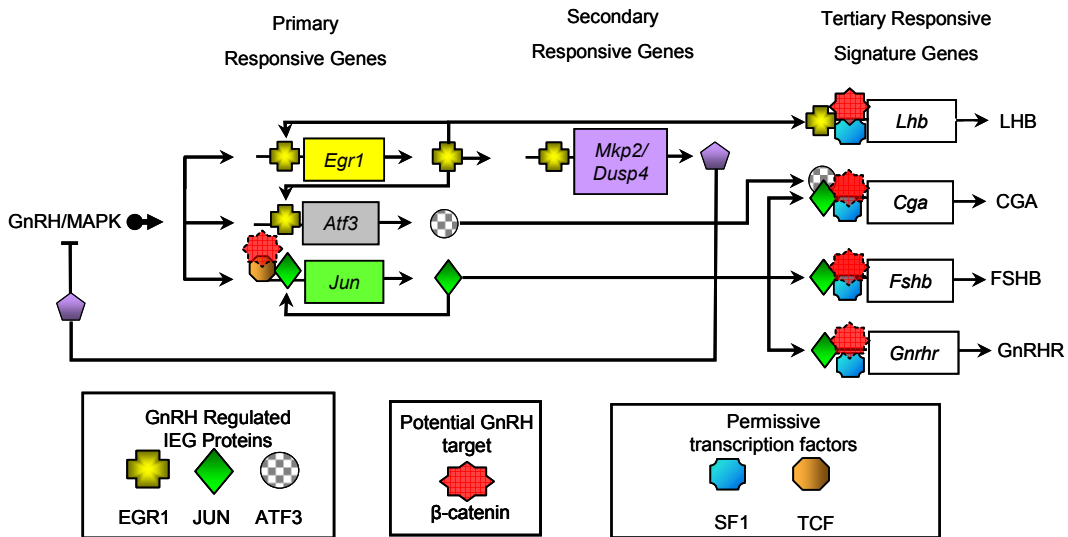 Primary
Responsive Genes
Secondary
Responsive Genes
Tertiary Responsive
Signature Genes
Lhb
LHB
Egr1
Mkp2/
Dusp4
GnRH/MAPK
Atf3
Cga
CGA
Jun
Fshb
FSHB
Gnrhr
GnRHR
GnRH Regulated
IEG Proteins
EGR1
JUN
ATF3
Potential GnRH
target
β-catenin
Permissive
transcription factors
SF1
TCF